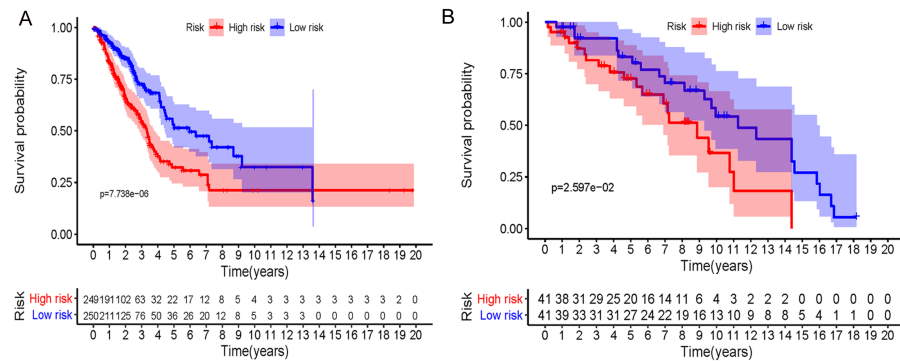 A
Risk High risk Low risk
Survival probability
1.00
0.75
0.50
0.25
0.00
p=7.738e−06
0 1 2 3 4 5 6 7 8 9 10 11 12 13 14 15 16 17 18 19 20
Time(years)
Risk
High risk 249 191 102 63 32 22 17 12 8 5 4 3 3 3 3 3 3 3 3 2 0
Low risk 250 211 125 76 50 36 26 20 12 8 5 3 3 3 0 0 0 0 0 0 0
0 1 2 3 4 5 6 7 8 9 10 11 12 13 14 15 16 17 18 19 20
Time(years)
B
Risk High risk Low risk
Survival probability
1.00
0.75
0.50
0.25
0.00
p=2.597e−02
0 1 2 3 4 5 6 7 8 9 10 11 12 13 14 15 16 17 18 19 20
Time(years)
Risk
High risk 41 38 31 29 25 20 16 14 11 6 4 3 2 2 2 0 0 0 0 0 0
Low risk 41 39 33 31 31 27 24 22 19 16 13 10 9 8 8 5 4 1 1 0 0
0 1 2 3 4 5 6 7 8 9 10 11 12 13 14 15 16 17 18 19 20
Time(years)